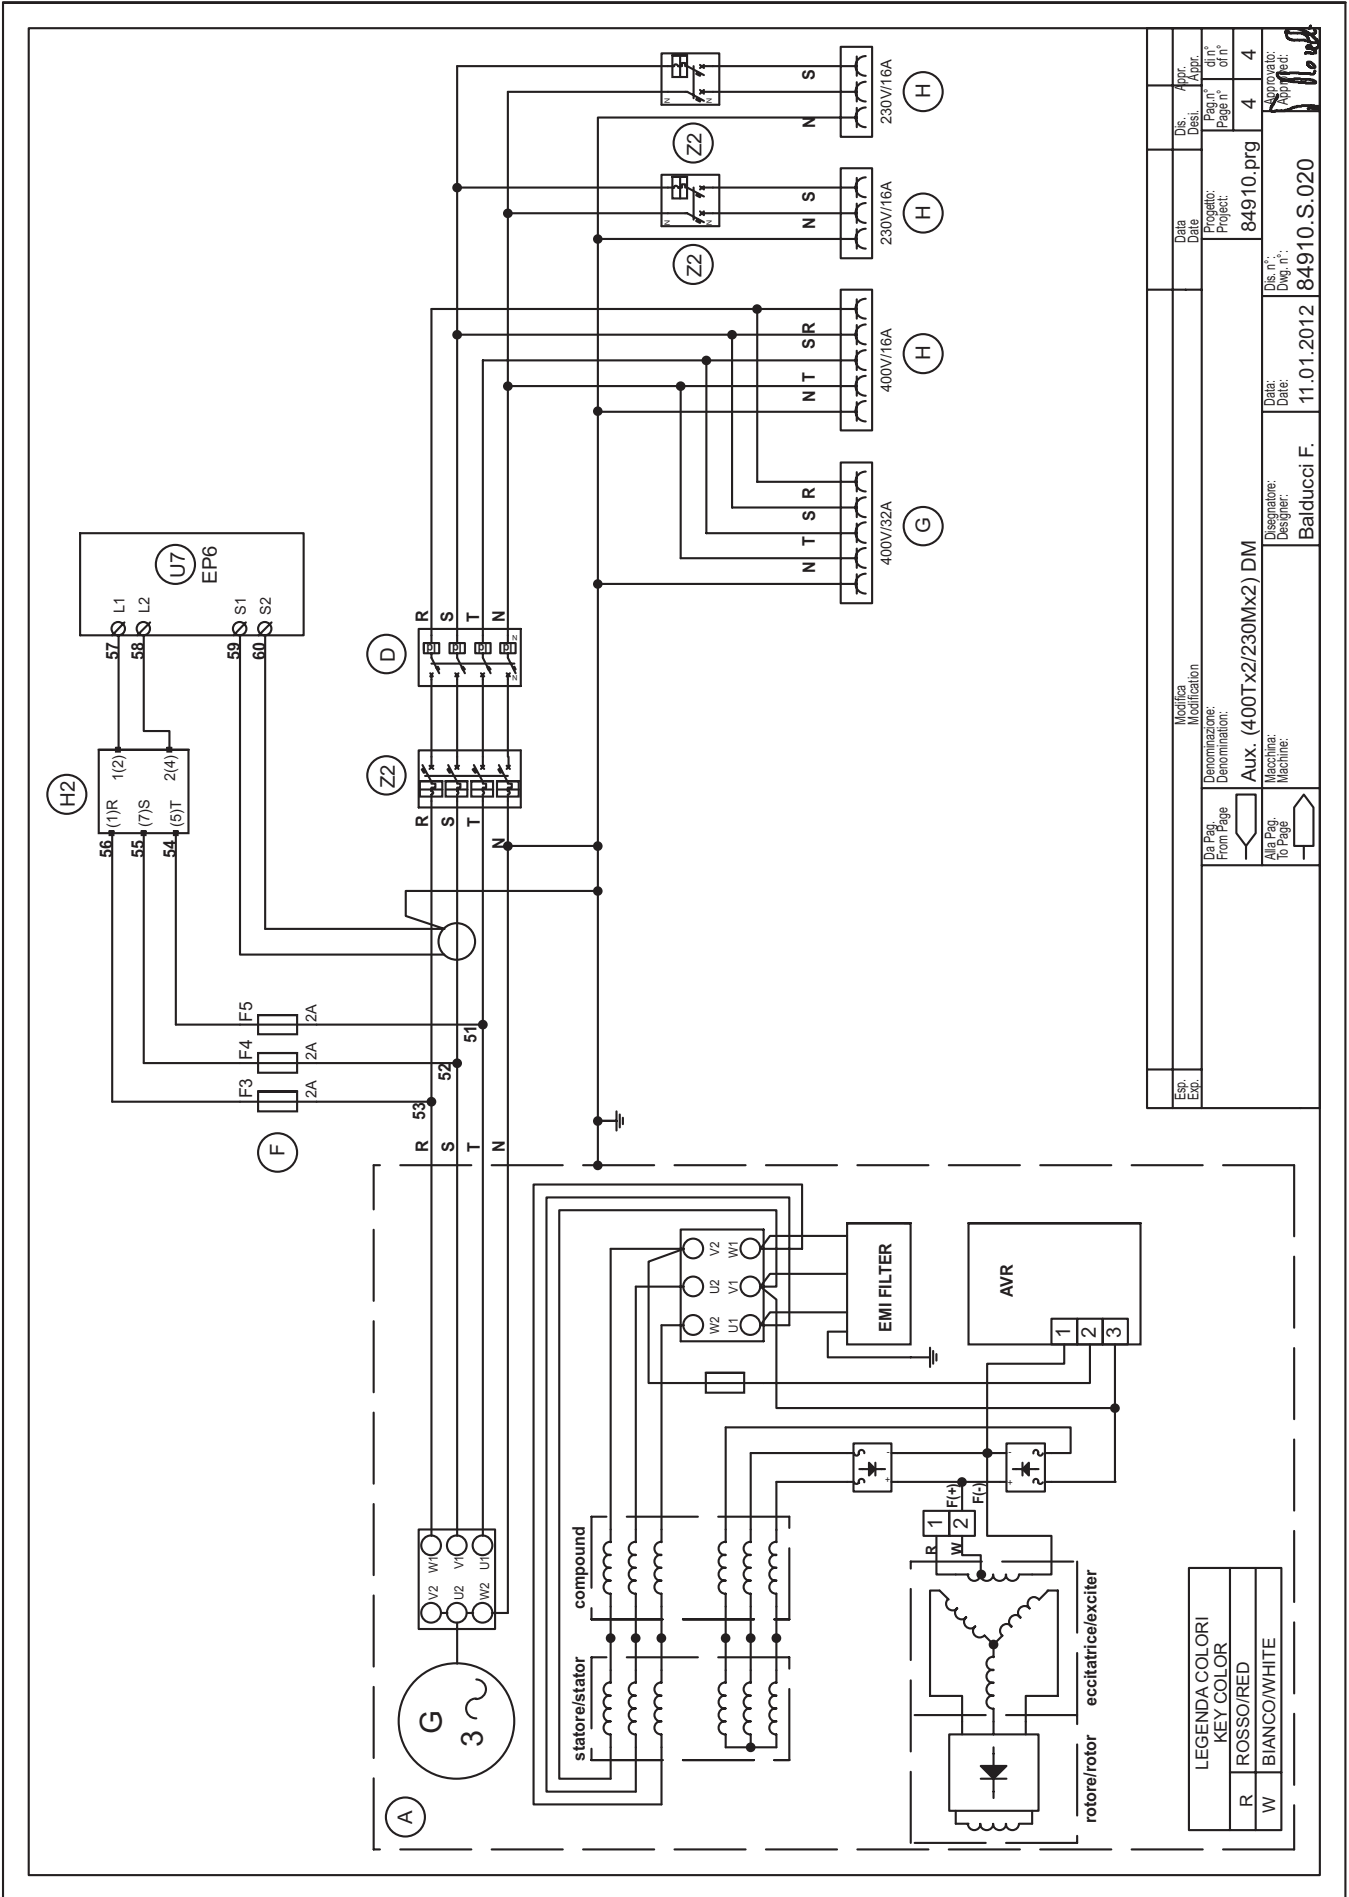 A
G
3
V2 W1
U2 V1
W2 U1
R
S
T
N
53
52
51
F
F3 2A
F4 2A
F5 2A
H2
56 (1)R
55 (7)S
54 (5)T
1(2)
2(4)
57 L1
58 L2
59 S1
60 S2
U7
EP6
R
S
T
N
Z2
D
N
N
R
S
T
N
N T S R
400V/32A
G
N T S R
400V/16A
H
Z2
N
N
N S
230V/16A
H
Z2
N
N
N S
230V/16A
H
statore/stator
compound
W2 U2 V2
U1 V1 W1
EMI FILTER
AVR
1
2
3
- +
- +
F(+)
F(-)
1
2
R
W
rotore/rotor
eccitatrice/exciter
LEGENDA COLORI
KEY COLOR
R ROSSO/RED
W BIANCO/WHITE
Esp.
Exp.
Modifica
Modification
Data
Date
Dis.
Desi.
Appr.
Appr.
Da Pag.
From Page
Alla Pag.
To Page
Denominazione:
Denomination:
Aux. (400Tx2/230Mx2) DM
Macchina:
Machine:
Disegnatore:
Designer:
Balducci F.
Data:
Date:
11.01.2012
Dis. n°:
Dwg. n°:
84910.S.020
Progetto:
Project:
84910.prg
Pag.n°
Page n°
4
di n°
of n°
4
Approvato:
Approved: